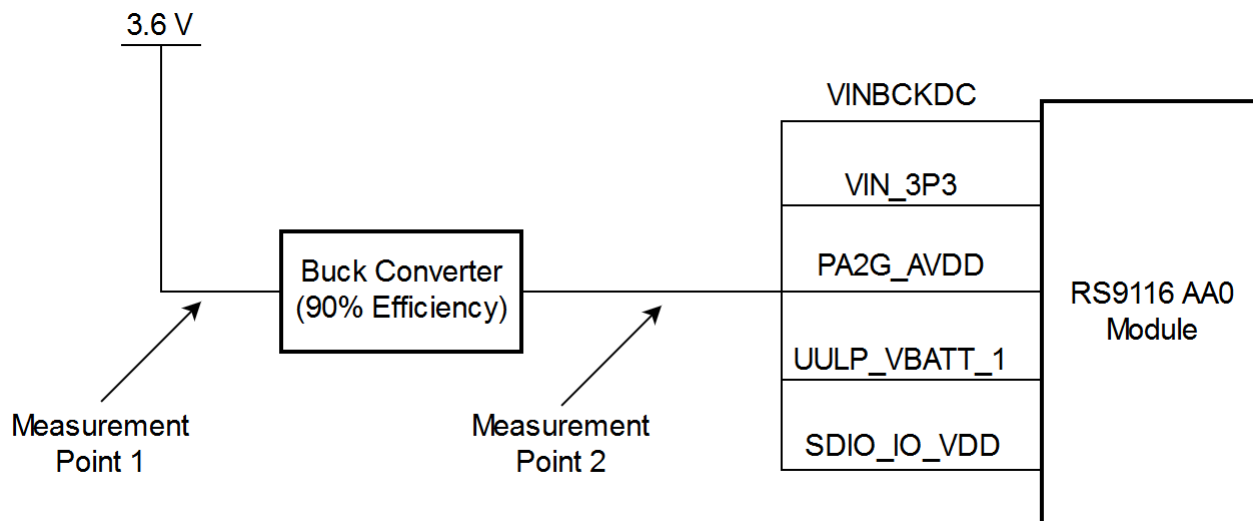 3.6 V
VINBCKDC
VIN_3P3
PA2G_AVDD
UULP_VBATT_1
SDIO_IO_VDD
Buck Converter
(90% Efficiency)
RS9116 AA0
Module
Measurement
Point 1
Measurement
Point 2